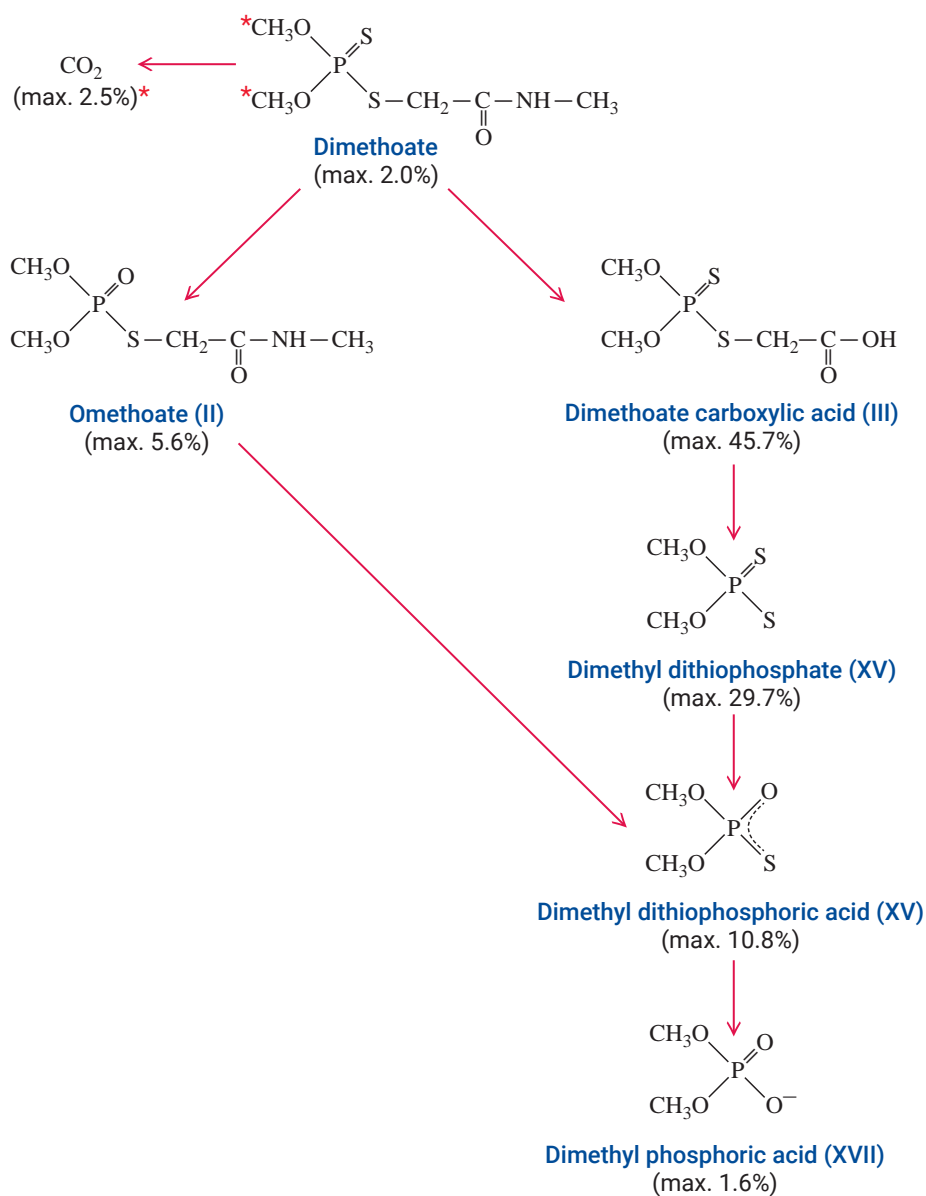 *CH₃O S
CO₂ P
(max. 2.5%)* *CH₃O S—CH₂—C—NH—CH₃
O
Dimethoate
(max. 2.0%)
CH₃O O
P
CH₃O S—CH₂—C—NH—CH₃
O
Omethoate (II)
(max. 5.6%)
CH₃O S
P
CH₃O S—CH₂—C—OH
O
Dimethoate carboxylic acid (III)
(max. 45.7%)
CH₃O S
P
CH₃O S
Dimethyl dithiophosphate (XV)
(max. 29.7%)
CH₃O O
P
CH₃O S
Dimethyl dithiophosphoric acid (XV)
(max. 10.8%)
CH₃O O
P
CH₃O O⁻
Dimethyl phosphoric acid (XVII)
(max. 1.6%)